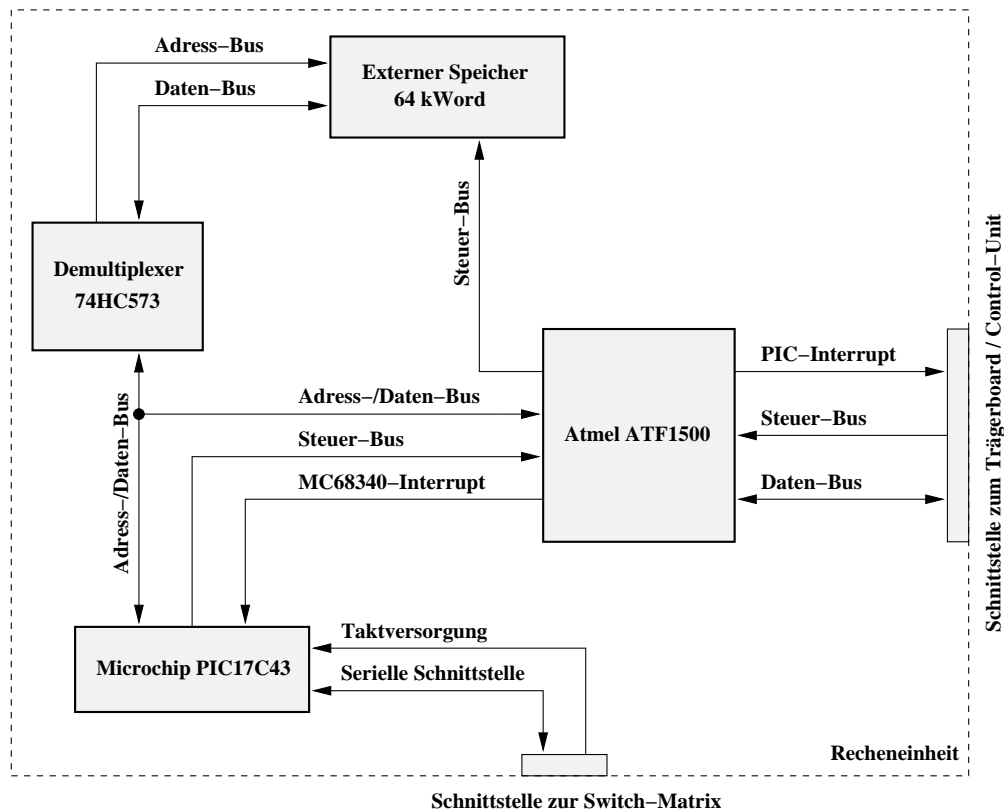 Adress–Bus
Externer Speicher
64 kWord
Daten–Bus
Steuer–Bus
Demultiplexer
74HC573
Schnittstelle zum Trägerboard / Control–Unit
PIC–Interrupt
Adress–/Daten–Bus
Adress–/Daten–Bus
Steuer–Bus
Atmel ATF1500
Steuer–Bus
MC68340–Interrupt
Daten–Bus
Taktversorgung
Microchip PIC17C43
Serielle Schnittstelle
Recheneinheit
Schnittstelle zur Switch–Matrix